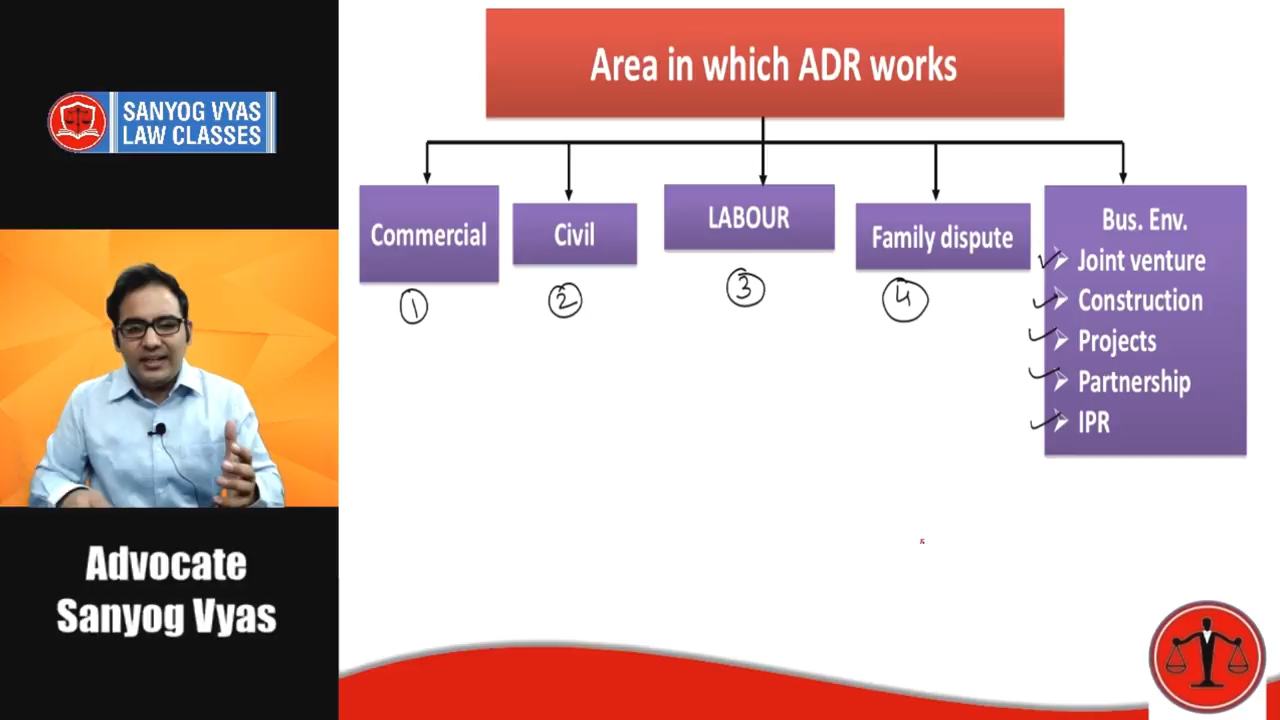 SANYOG VYAS
LAW CLASSES
Advocate
Sanyog Vyas
Area in which ADR works
Commercial
Civil
LABOUR
Family dispute
Bus. Env.
Joint venture
Construction
Projects
Partnership
IPR
1
2
3
4